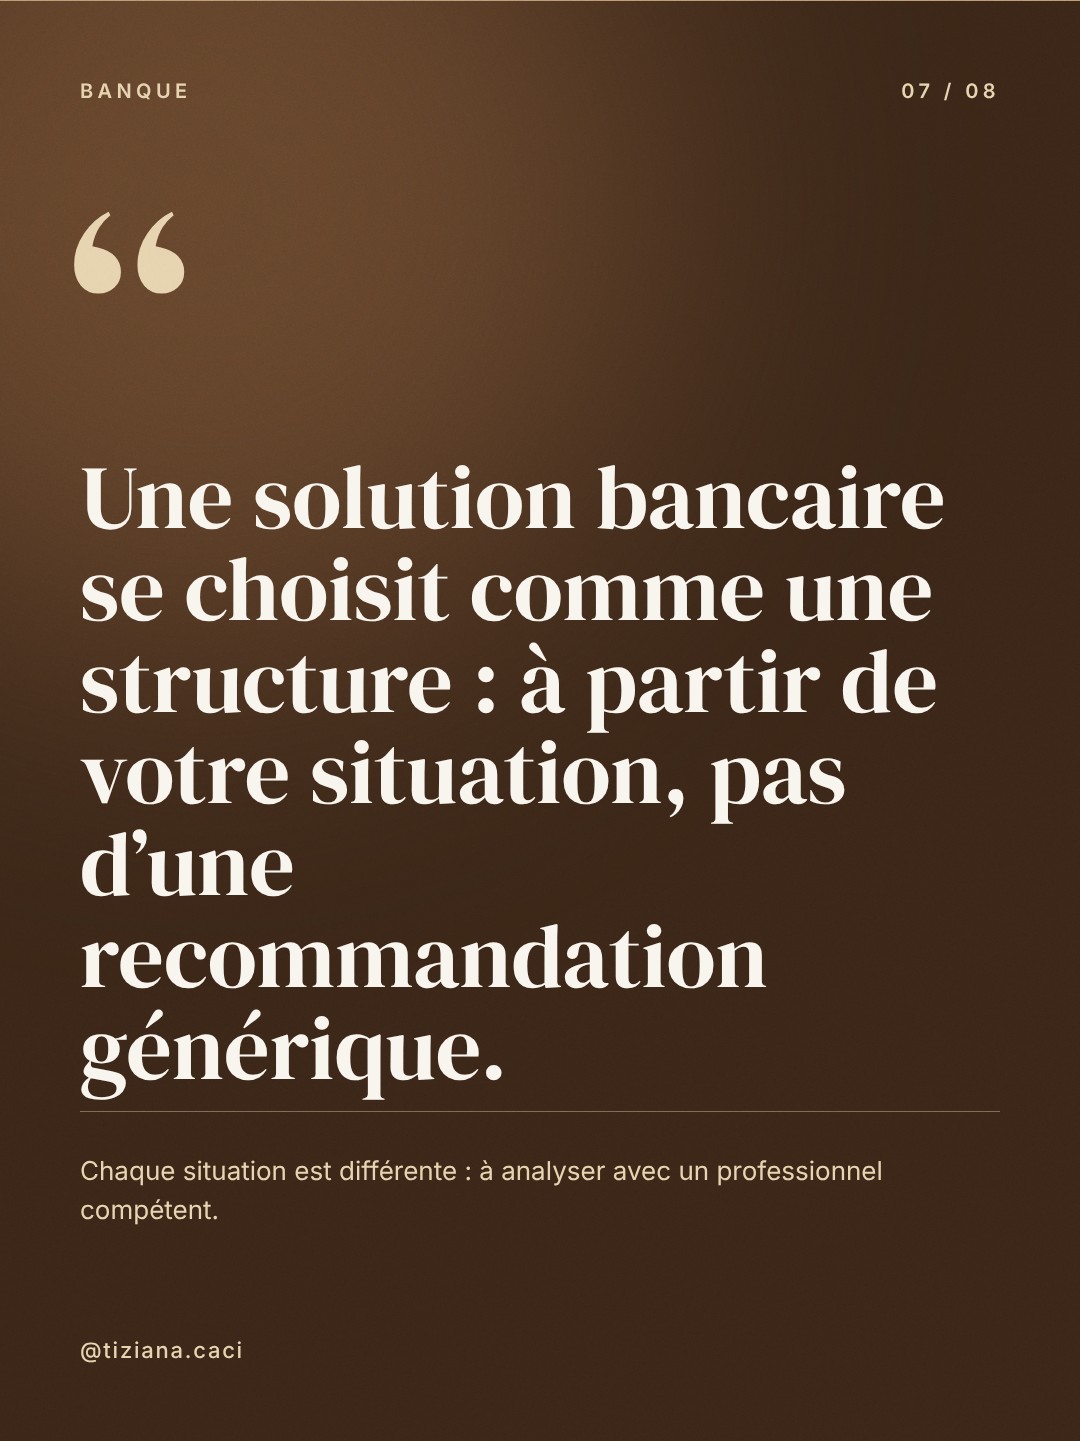 BANQUE
07 / 08
“
Une solution bancaire
se choisit comme une
structure : à partir de
votre situation, pas
d’une
recommandation
générique.
Chaque situation est différente : à analyser avec un professionnel
compétent.
@tiziana.caci